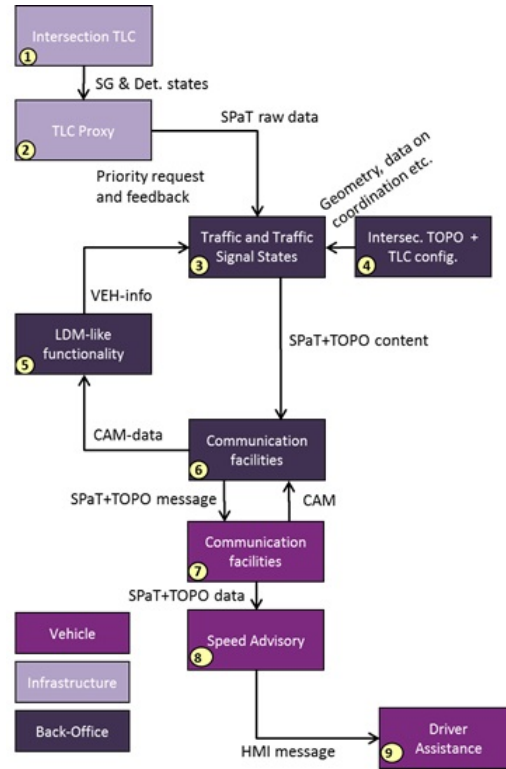 Intersection TLC
1
SG & Det. states
TLC Proxy
2
SPaT raw data
Priority request
and feedback
Geometry, data on
coordination etc.
Traffic and Traffic
Signal States
3
Intersec. TOPO +
TLC config.
4
VEH-info
LDM-like
functionality
5
SPaT+TOPO content
CAM-data
Communication
facilities
6
SPaT+TOPO message
CAM
Communication
facilities
7
SPaT+TOPO data
Speed Advisory
8
Vehicle
Infrastructure
Back-Office
HMI message
Driver
Assistance
9